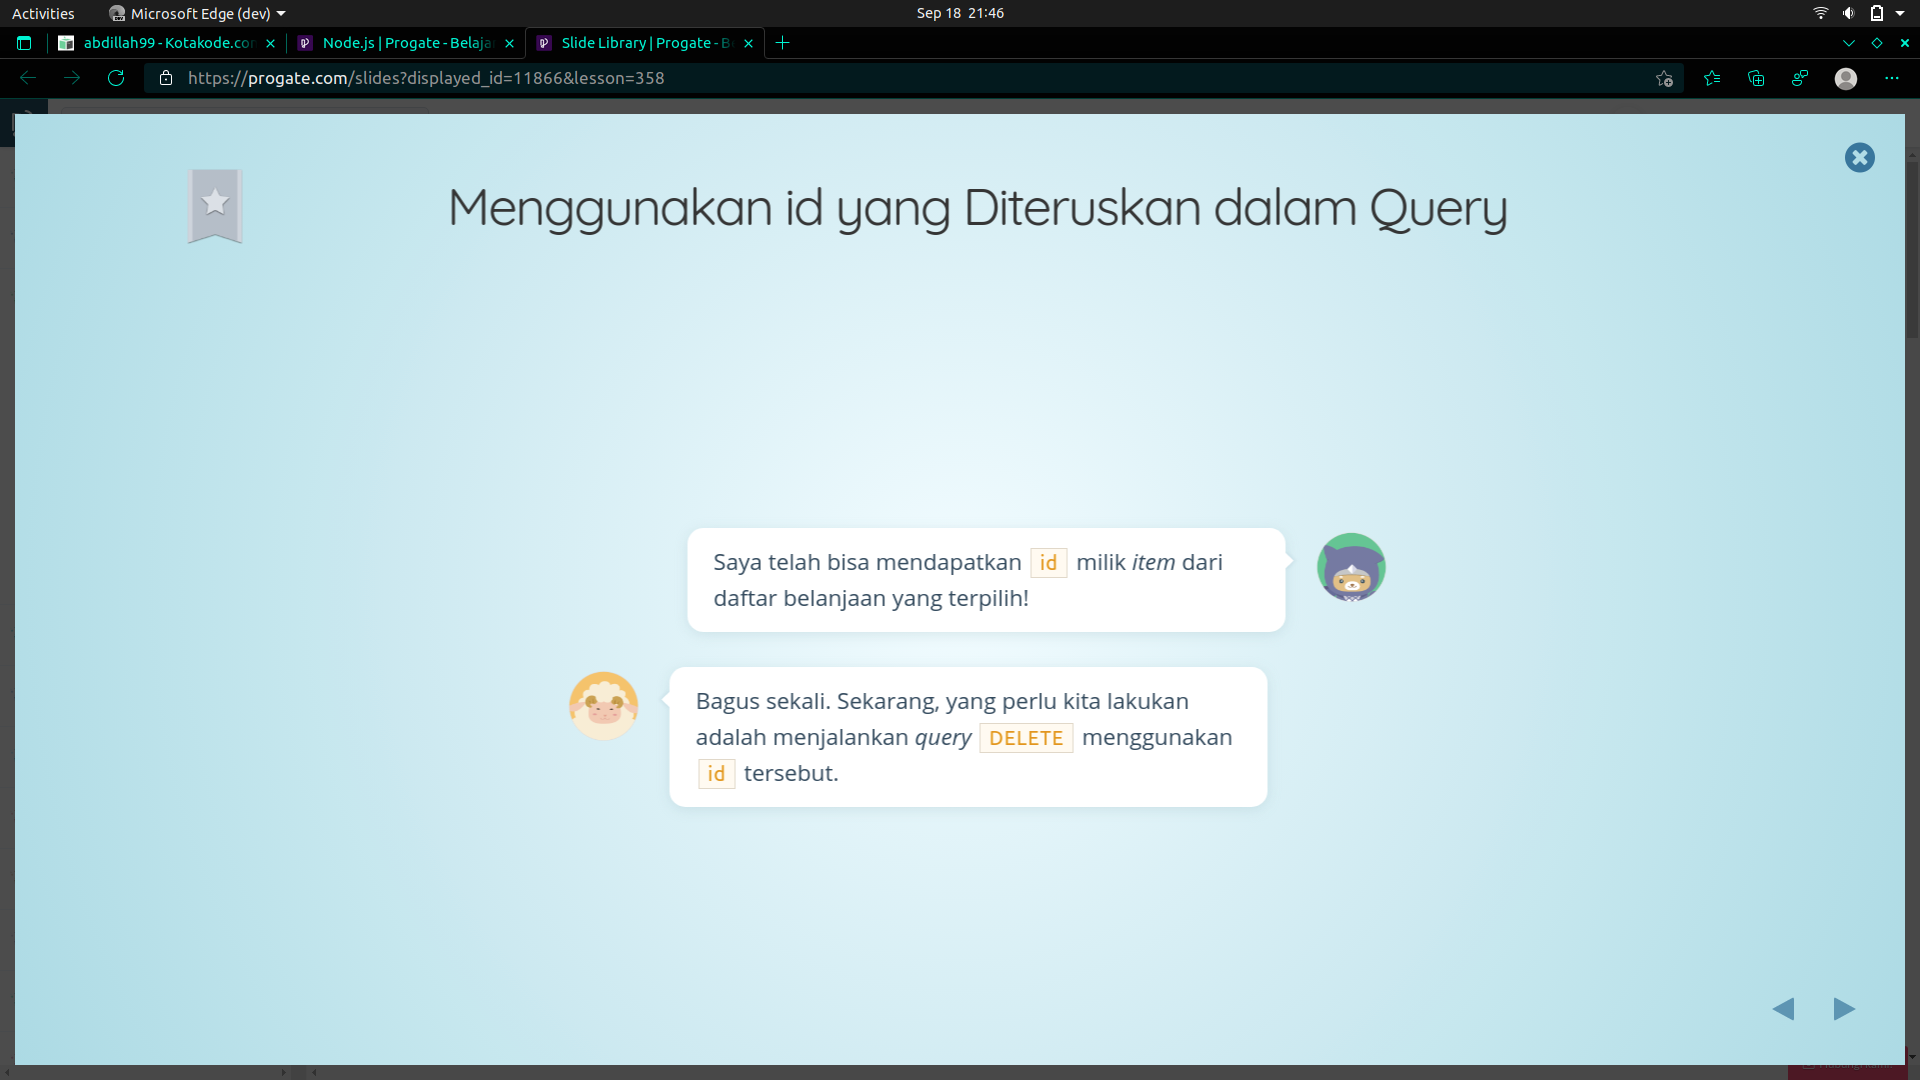 Activities
Microsoft Edge (dev)
Sep 18 21:46
abdillah99 - Kotakode.com
Node.js | Progate - Belaja
Slide Library | Progate - B
https://progate.com/slides?displayed_id=11866&lesson=358
Menggunakan id yang Diteruskan dalam Query
Saya telah bisa mendapatkan id milik item dari
daftar belanjaan yang terpilih!
Bagus sekali. Sekarang, yang perlu kita lakukan
adalah menjalankan query DELETE menggunakan
id tersebut.